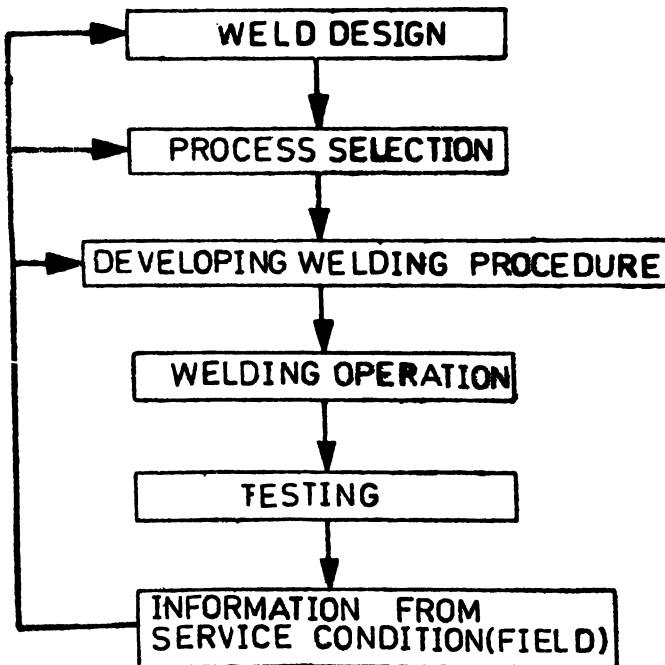 WELD DESIGN
PROCESS SELECTION
DEVELOPING WELDING PROCEDURE
WELDING OPERATION
TESTING
INFORMATION FROM
SERVICE CONDITION(FIELD)